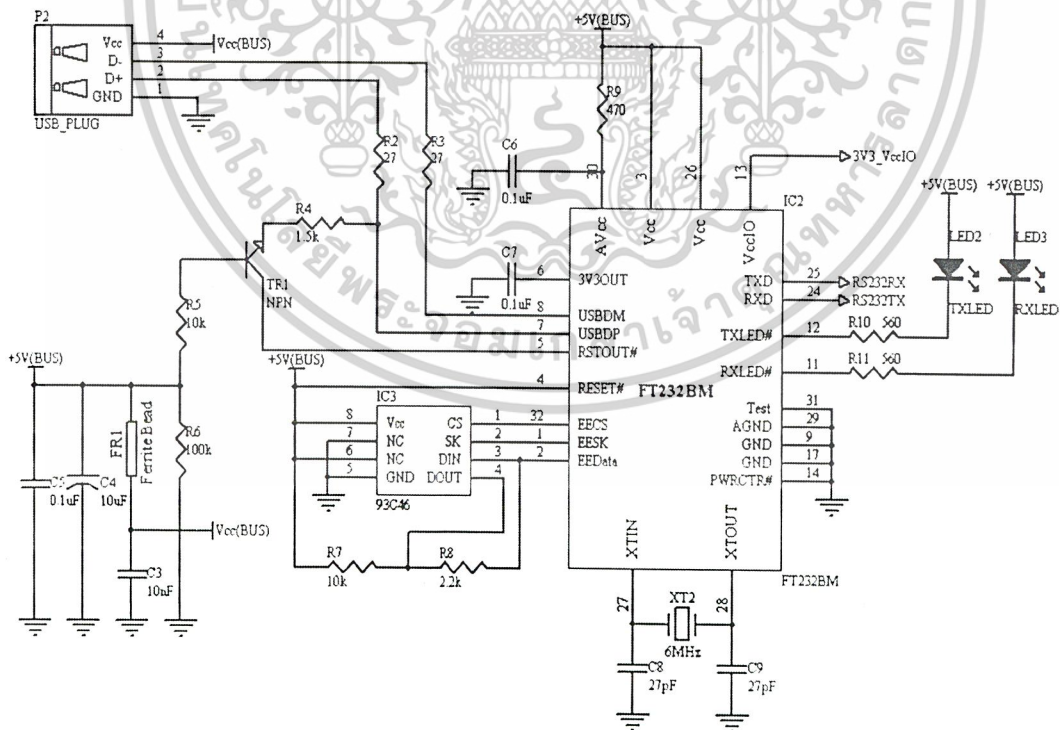 P2
Vcc 4 Vcc(BUS)
D- 3
D+ 2
GND 1
USB_PLUG
+5V(BUS)
R9
470
R2
27
R3
27
C6
0.1uF
30
3
26
13
3V3_VccIO
IC2
+5V(BUS)
+5V(BUS)
R4
1.5k
TR1
NPN
C7
0.1uF
AVcc
Vcc
Vcc
VccIO
LED2
LED3
TXLED
RXLED
6 3V3OUT
8 USBDM
7 USBDP
5 RSTOUT#
4 RESET#
FT232BM
TXD 25 RS232RX
RXD 24 RS232TX
TXLED# 12 R10 560
RXLED# 11 R11 560
Test 31
AGND 29
GND 9
GND 17
PWRCTR# 14
R5
10k
+5V(BUS)
+5V(BUS)
IC3
8 Vcc CS 1 32 EECS
7 NC SK 2 1 EESK
6 NC DIN 3 2 EEData
5 GND DOUT 4
93C46
R7
10k
R8
2.2k
C5
0.1uF
C4
10uF
FR1
Ferrite Bead
R6
100k
Vcc(BUS)
C3
10nF
XTIN
XTOUT
FT232BM
27
28
XT2
6MHz
C8
27pF
C9
27pF